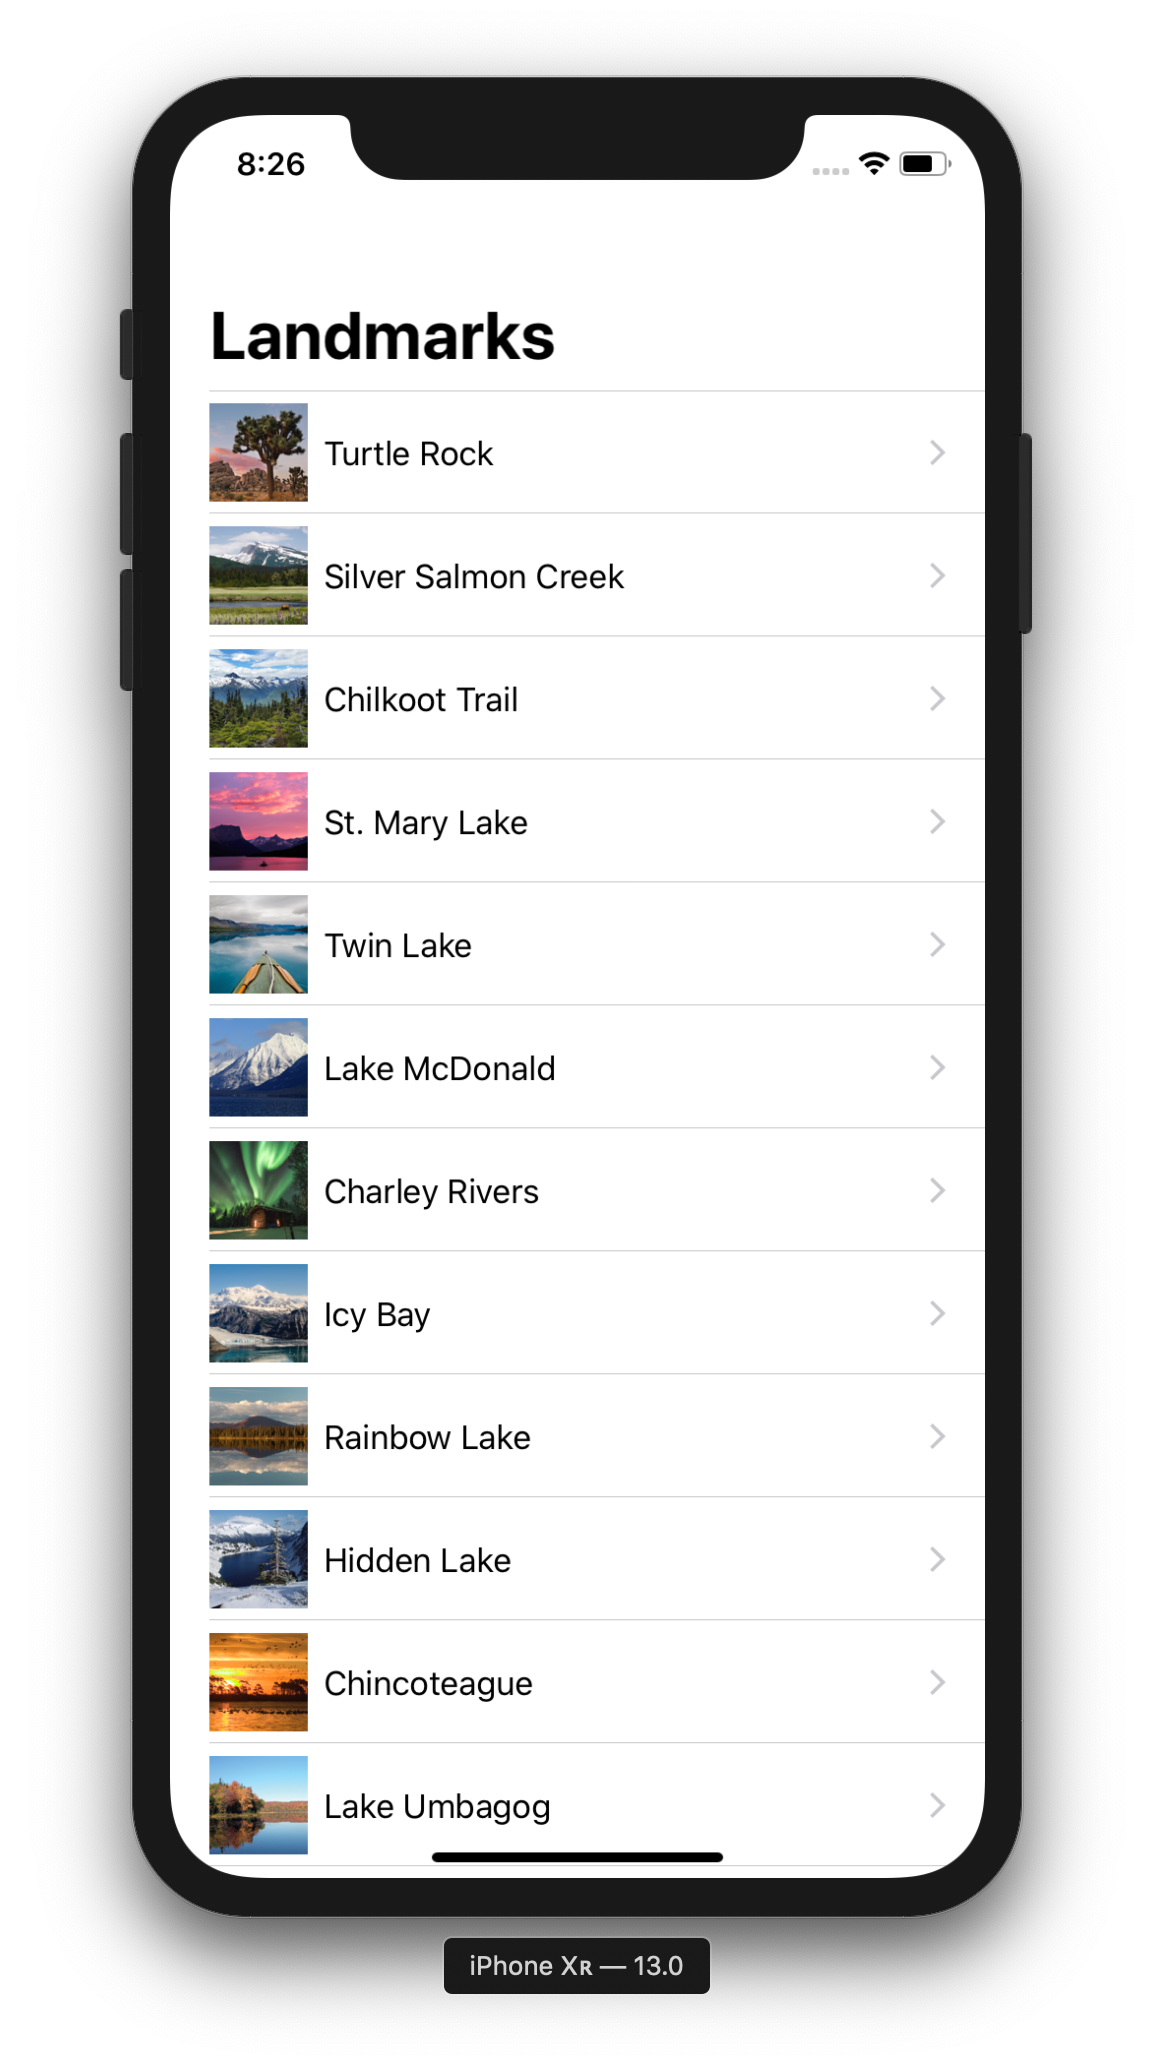 8:26
Landmarks
Turtle Rock
Silver Salmon Creek
Chilkoot Trail
St. Mary Lake
Twin Lake
Lake McDonald
Charley Rivers
Icy Bay
Rainbow Lake
Hidden Lake
Chincoteague
Lake Umbagog
iPhone Xʀ — 13.0